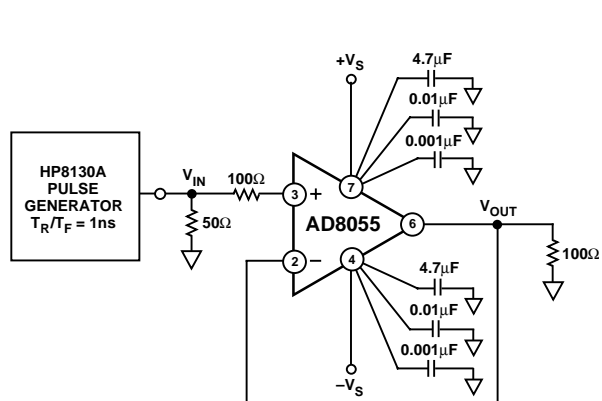 4.7μF
+VS
0.01μF
0.001μF
HP8130A
PULSE
GENERATOR
TR/TF = 1ns
VIN
100Ω
50Ω
3
+
7
AD8055
6
VOUT
100Ω
2
–
4
4.7μF
0.01μF
0.001μF
–VS